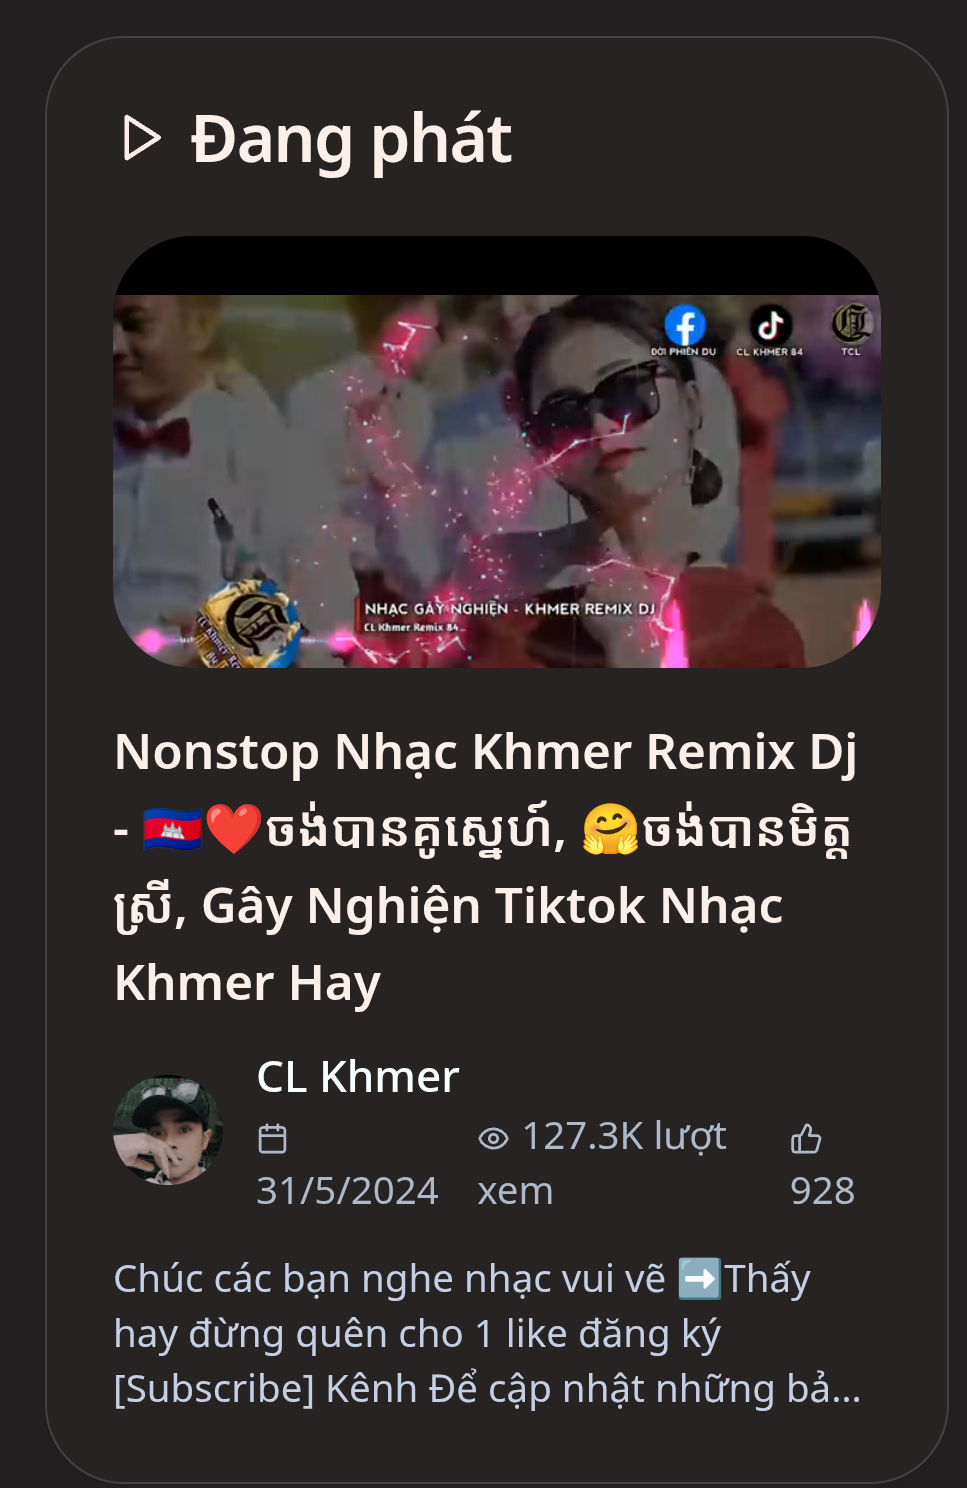 Đang phát
ĐỜI PHIÊN DU
CL KHMER 84
TCL
NHẠC GÂY NGHIỆN - KHMER REMIX DJ
CL Khmer Remix 84
Nonstop Nhạc Khmer Remix Dj
- 🇰🇭❤️ចង់បានគូស្នេហ៍, 🤗ចង់បានមិត្ត
ស្រី, Gây Nghiện Tiktok Nhạc
Khmer Hay
CL Khmer
31/5/2024
127.3K lượt
xem
928
Chúc các bạn nghe nhạc vui vẽ ➡️Thấy
hay đừng quên cho 1 like đăng ký
[Subscribe] Kênh Để cập nhật những bả...